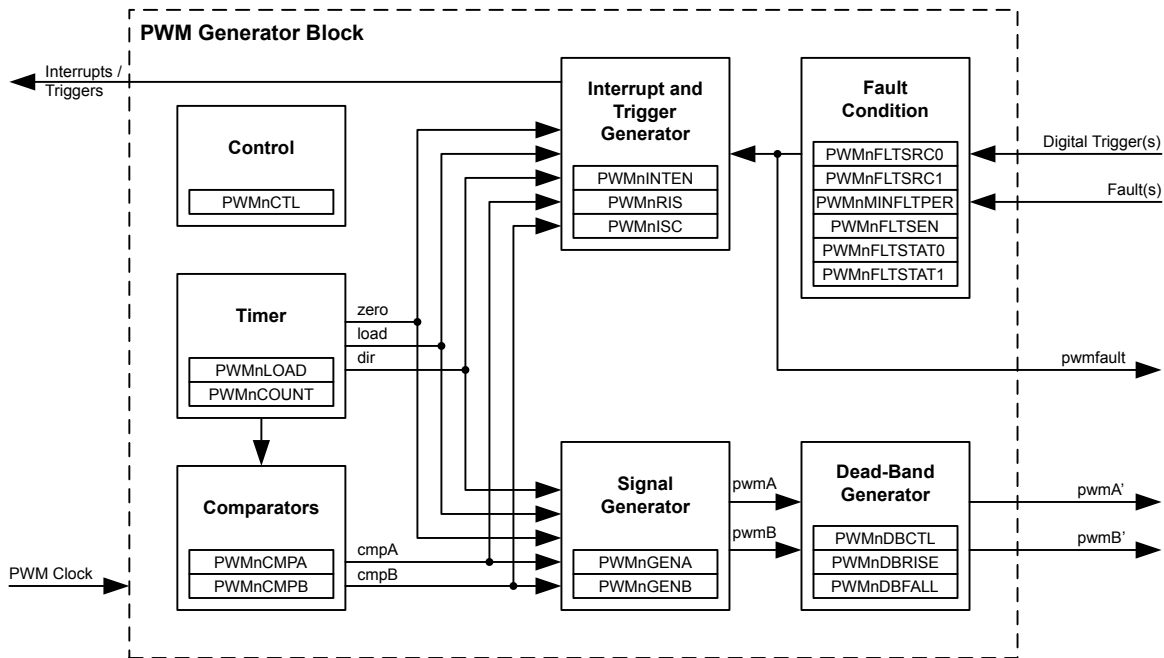 PWM Generator Block
Interrupts /
Triggers
Control
PWMnCTL
Interrupt and
Trigger
Generator
PWMnINTEN
PWMnRIS
PWMnISC
Fault
Condition
PWMnFLTSRC0
PWMnFLTSRC1
PWMnMINFLTPER
PWMnFLTSEN
PWMnFLTSTAT0
PWMnFLTSTAT1
Digital Trigger(s)
Fault(s)
Timer
PWMnLOAD
PWMnCOUNT
zero
load
dir
pwmfault
Comparators
PWMnCMPA
PWMnCMPB
cmpA
cmpB
PWM Clock
Signal
Generator
PWMnGENA
PWMnGENB
pwmA
pwmB
Dead-Band
Generator
PWMnDBCTL
PWMnDBRISE
PWMnDBFALL
pwmA’
pwmB’